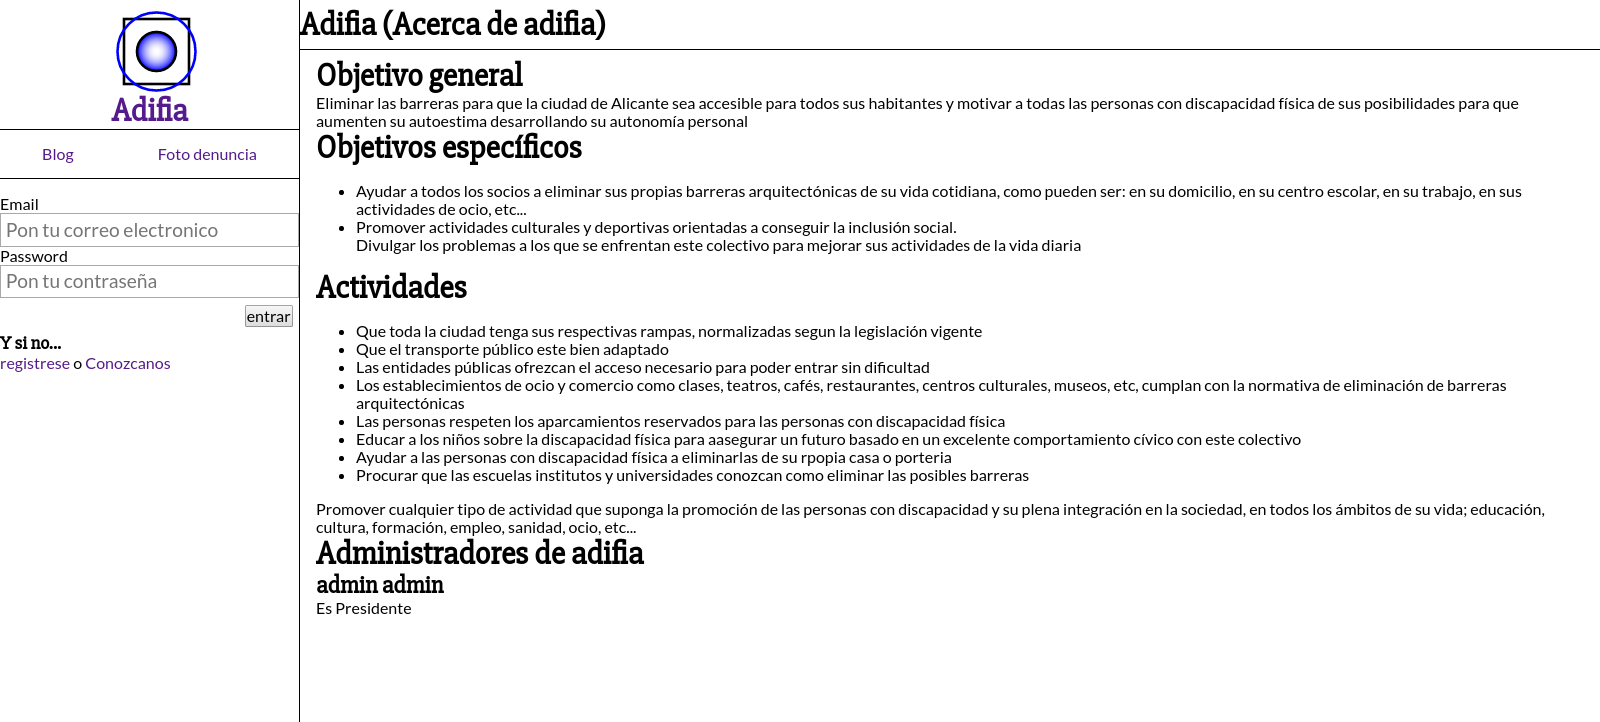 Adifia
Blog
Foto denuncia
Email
Pon tu correo electronico
Password
Pon tu contraseña
entrar
Y si no...
registrese o Conozcanos
Adifia (Acerca de adifia)
Objetivo general
Eliminar las barreras para que la ciudad de Alicante sea accesible para todos sus habitantes y motivar a todas las personas con discapacidad física de sus posibilidades para que
aumenten su autoestima desarrollando su autonomía personal
Objetivos específicos
Ayudar a todos los socios a eliminar sus propias barreras arquitectónicas de su vida cotidiana, como pueden ser: en su domicilio, en su centro escolar, en su trabajo, en sus
actividades de ocio, etc...
Promover actividades culturales y deportivas orientadas a conseguir la inclusión social.
Divulgar los problemas a los que se enfrentan este colectivo para mejorar sus actividades de la vida diaria
Actividades
Que toda la ciudad tenga sus respectivas rampas, normalizadas segun la legislación vigente
Que el transporte público este bien adaptado
Las entidades públicas ofrezcan el acceso necesario para poder entrar sin dificultad
Los establecimientos de ocio y comercio como clases, teatros, cafés, restaurantes, centros culturales, museos, etc, cumplan con la normativa de eliminación de barreras
arquitectónicas
Las personas respeten los aparcamientos reservados para las personas con discapacidad física
Educar a los niños sobre la discapacidad física para aasegurar un futuro basado en un excelente comportamiento cívico con este colectivo
Ayudar a las personas con discapacidad física a eliminarlas de su rpopia casa o porteria
Procurar que las escuelas institutos y universidades conozcan como eliminar las posibles barreras
Promover cualquier tipo de actividad que suponga la promoción de las personas con discapacidad y su plena integración en la sociedad, en todos los ámbitos de su vida; educación,
cultura, formación, empleo, sanidad, ocio, etc...
Administradores de adifia
admin admin
Es Presidente